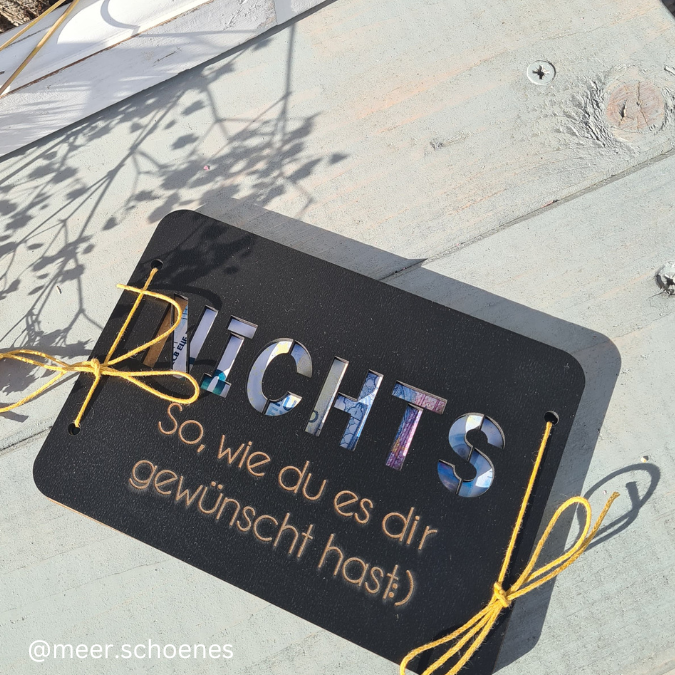 NICHTS
So, wie du es dir
gewünscht hast:)
@meer.schoenes